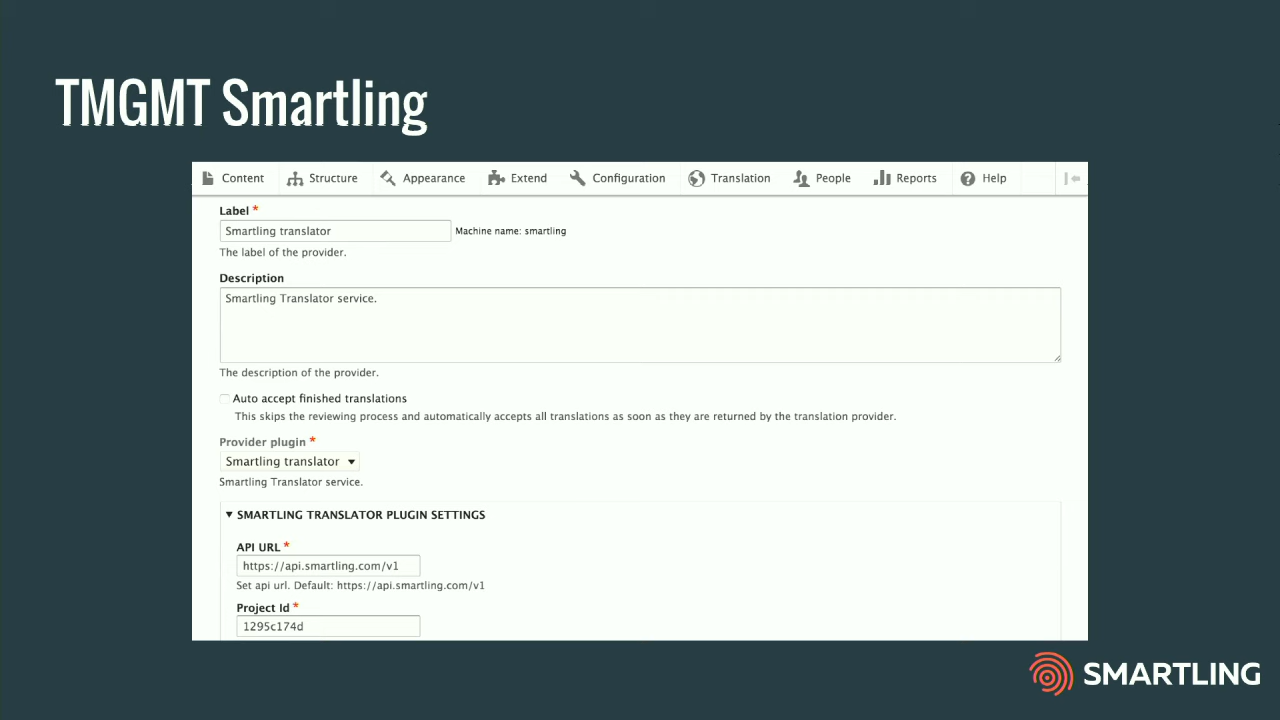 TMGMT Smartling
Content Structure Appearance Extend Configuration Translation People Reports Help
Label *
Smartling translator Machine name: smartling
The label of the provider.
Description
Smartling Translator service.
The description of the provider.
Auto accept finished translations
This skips the reviewing process and automatically accepts all translations as soon as they are returned by the translation provider.
Provider plugin *
Smartling translator
Smartling Translator service.
SMARTLING TRANSLATOR PLUGIN SETTINGS
API URL *
https://api.smartling.com/v1
Set api url. Default: https://api.smartling.com/v1
Project Id *
1295c174d
SMARTLING